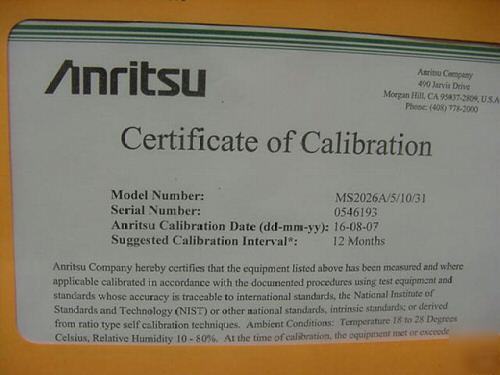 Anritsu
Anritsu Company
490 Jarvis Drive
Morgan Hill, CA 95037-2809, U.S.A
Phone: (408) 778-2000
Certificate of Calibration
Model Number: MS2026A/5/10/31
Serial Number: 0546193
Anritsu Calibration Date (dd-mm-yy): 16-08-07
Suggested Calibration Interval*: 12 Months
Anritsu Company hereby certifies that the equipment listed above has been measured and where
applicable calibrated in accordance with the documented procedures using test equipment and
standards whose accuracy is traceable to international standards, the National Institute of
Standards and Technology (NIST) or other national standards, intrinsic standards; or derived
from ratio type self calibration techniques. Ambient Conditions: Temperature 18 to 28 Degrees
Celsius, Relative Humidity 10 - 80%. At the time of calibration, the equipment met or exceede